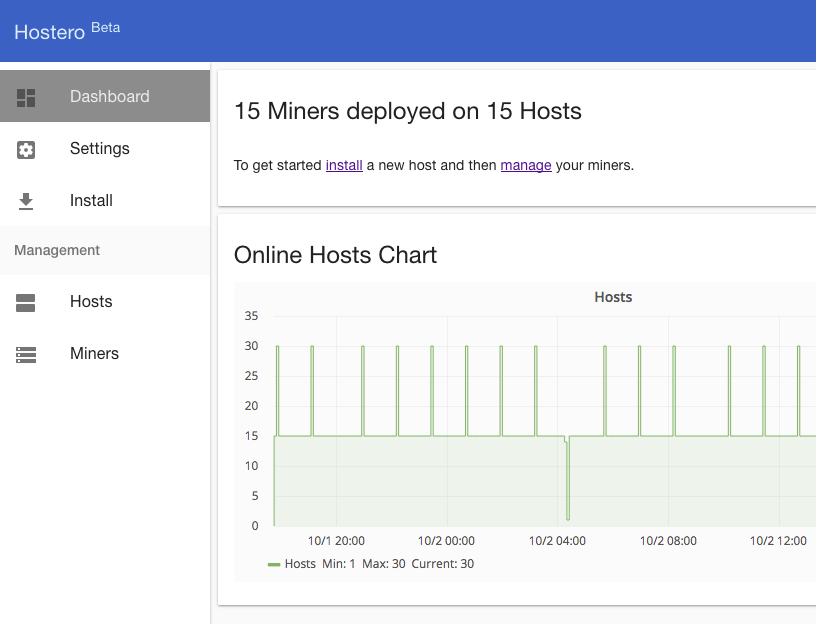 Hostero Beta
Dashboard
Settings
Install
Management
Hosts
Miners
15 Miners deployed on 15 Hosts
To get started install a new host and then manage your miners.
Online Hosts Chart
Hosts
35
30
25
20
15
10
5
0
10/1 20:00 10/2 00:00 10/2 04:00 10/2 08:00 10/2 12:00
Hosts Min: 1 Max: 30 Current: 30